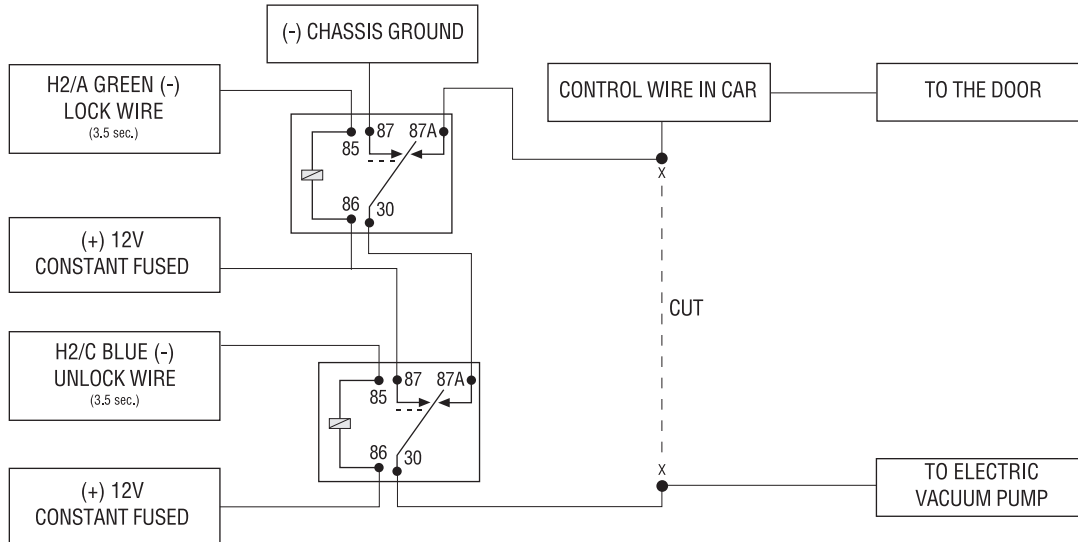 (-) CHASSIS GROUND
H2/A GREEN (-)
LOCK WIRE
(3.5 sec.)
CONTROL WIRE IN CAR
TO THE DOOR
87
87A
85
86
30
X
(+) 12V
CONSTANT FUSED
CUT
H2/C BLUE (-)
UNLOCK WIRE
(3.5 sec.)
87
87A
85
86
30
X
(+) 12V
CONSTANT FUSED
TO ELECTRIC
VACUUM PUMP